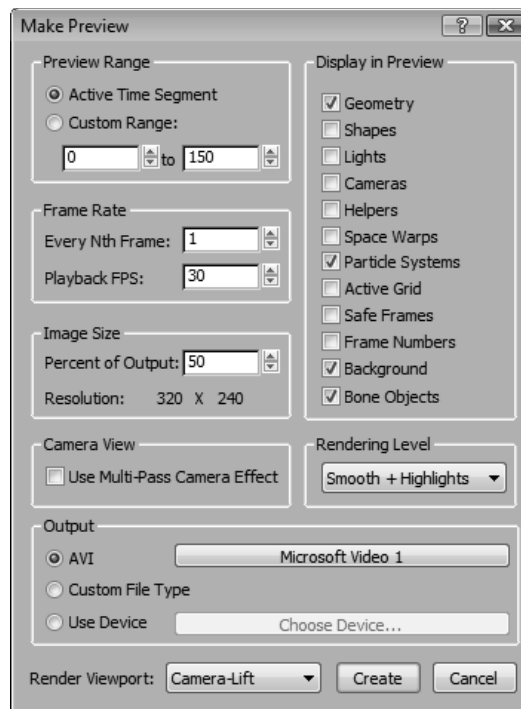 Make Preview
Preview Range
Active Time Segment
Custom Range:
0 to 150
Frame Rate
Every Nth Frame: 1
Playback FPS: 30
Image Size
Percent of Output: 50
Resolution: 320 X 240
Camera View
Use Multi-Pass Camera Effect
Display in Preview
Geometry
Shapes
Lights
Cameras
Helpers
Space Warps
Particle Systems
Active Grid
Safe Frames
Frame Numbers
Background
Bone Objects
Rendering Level
Smooth + Highlights
Output
AVI Microsoft Video 1
Custom File Type
Use Device Choose Device...
Render Viewport: Camera-Lift Create Cancel